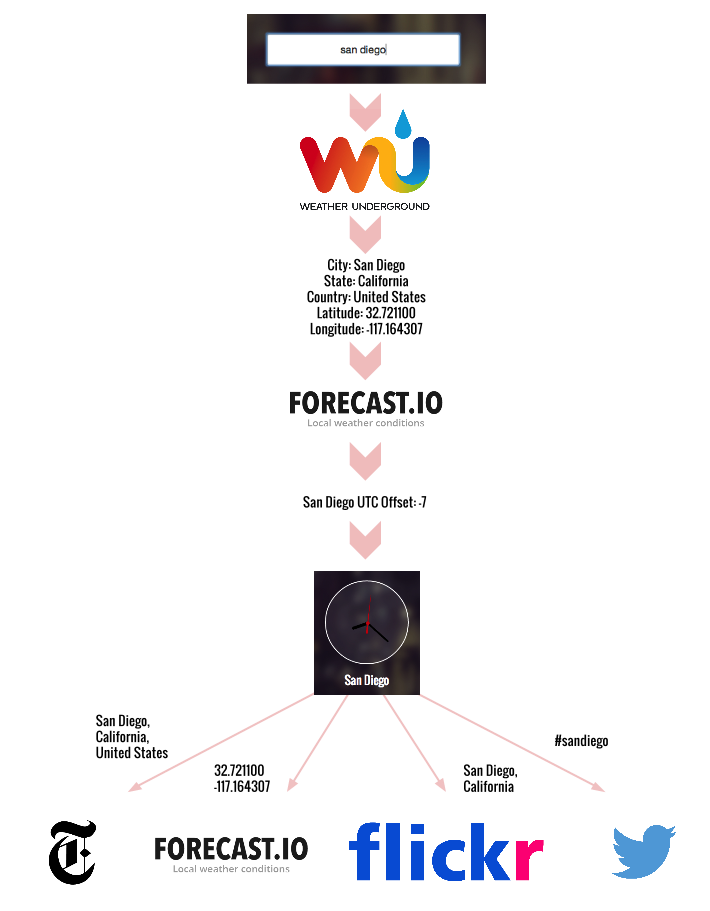 san diego
WEATHER UNDERGROUND
City: San Diego
State: California
Country: United States
Latitude: 32.721100
Longitude: -117.164307
FORECAST.IO
Local weather conditions
San Diego UTC Offset: -7
San Diego
San Diego,
California,
United States
32.721100
-117.164307
San Diego,
California
#sandiego
T
FORECAST.IO
Local weather conditions
flickr